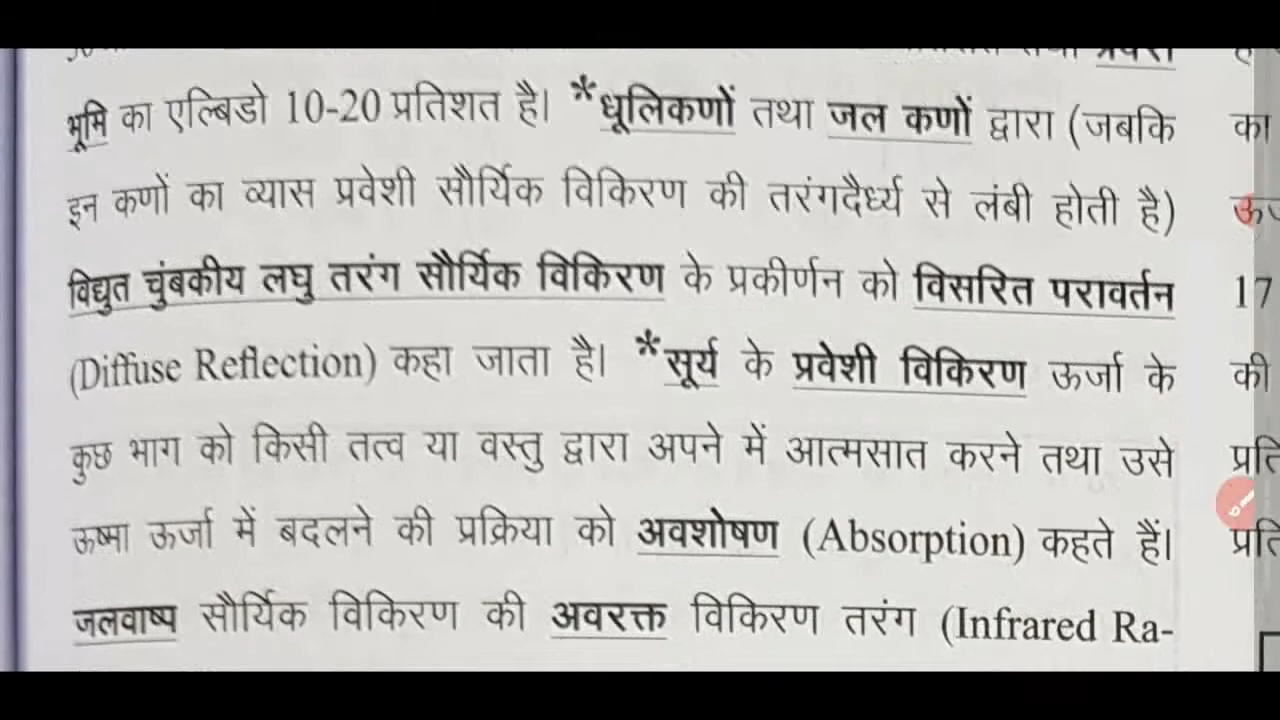 भूमि का एल्बिडो 10-20 प्रतिशत है। *धूलिकणों तथा जल कणों द्वारा (जबकि
इन कणों का व्यास प्रवेशी सौर्यिक विकिरण की तरंगदैर्ध्य से लंबी होती है)
विद्युत चुंबकीय लघु तरंग सौर्यिक विकिरण के प्रकीर्णन को विसरित परावर्तन
(Diffuse Reflection) कहा जाता है। *सूर्य के प्रवेशी विकिरण ऊर्जा के
कुछ भाग को किसी तत्व या वस्तु द्वारा अपने में आत्मसात करने तथा उसे
ऊष्मा ऊर्जा में बदलने की प्रक्रिया को अवशोषण (Absorption) कहते हैं।
जलवाष्प सौर्यिक विकिरण की अवरक्त विकिरण तरंग (Infrared Ra-
का
17
की